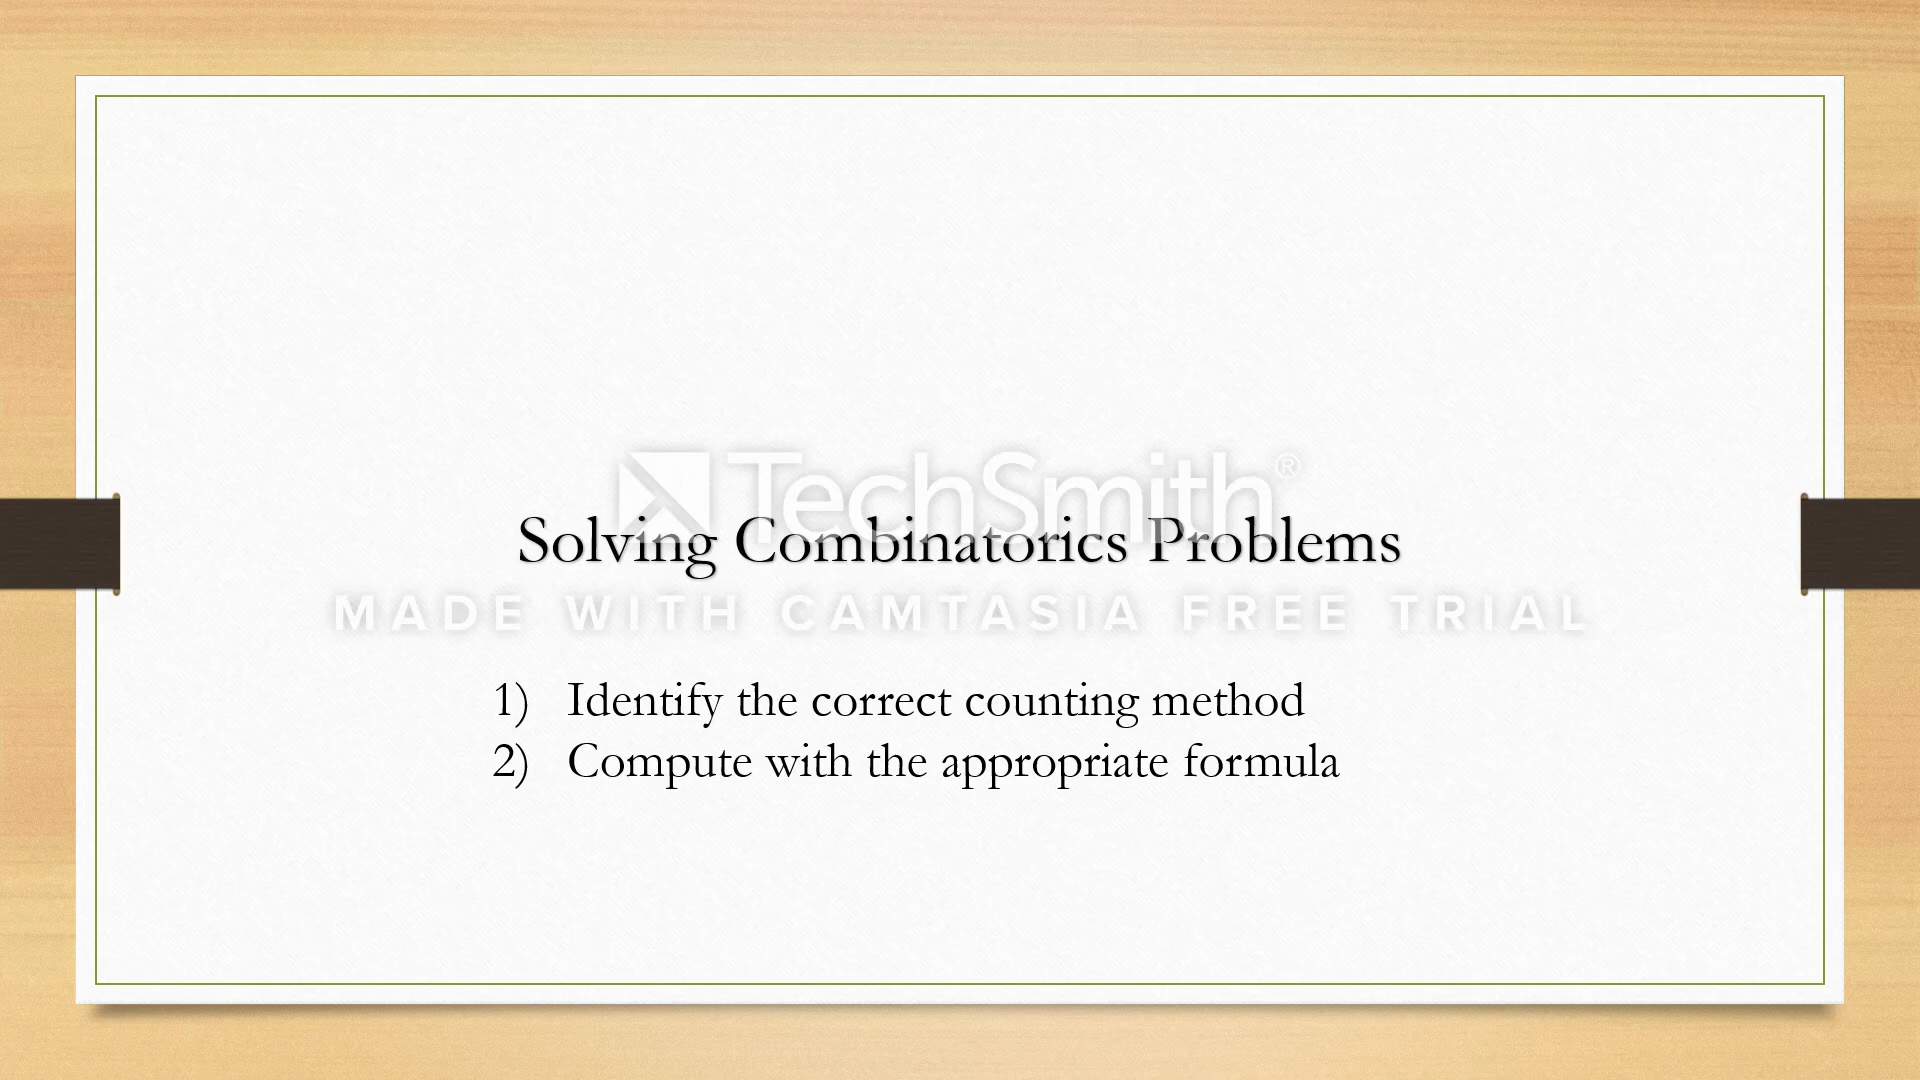 TechSmith®
Solving Combinatorics Problems
MADE WITH CAMTASIA FREE TRIAL
1) Identify the correct counting method
2) Compute with the appropriate formula